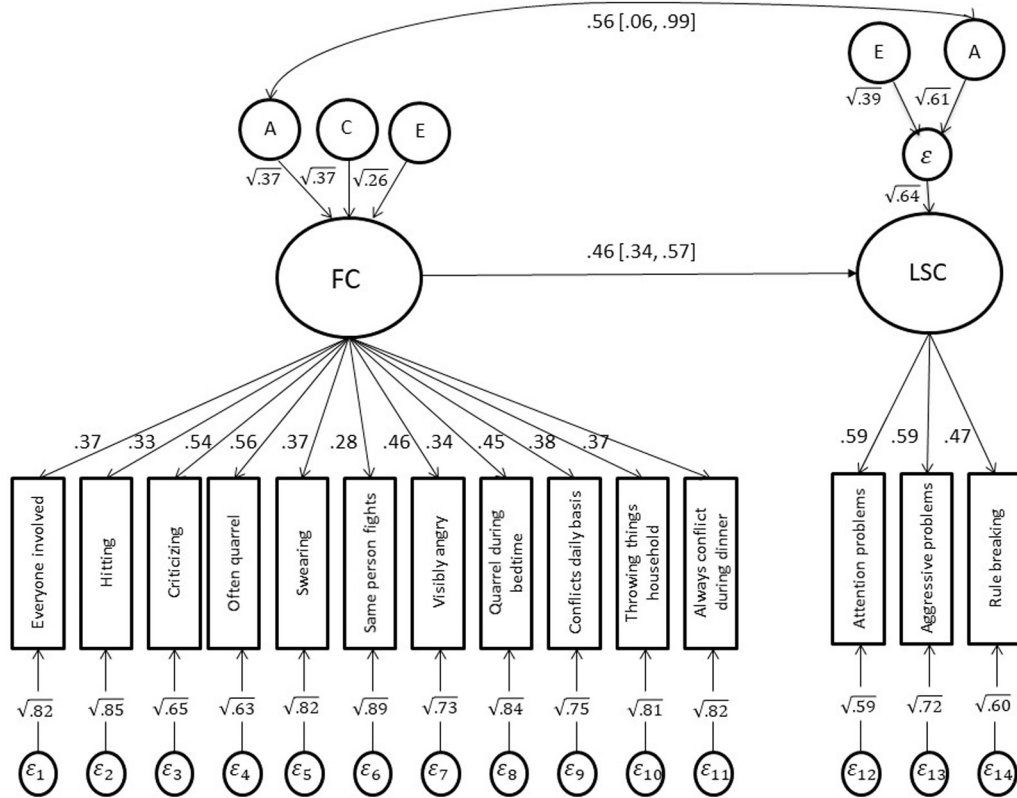 .56 [.06, .99]
E
A
√.39
√.61
A
C
E
ε
√.37
√.37
√.26
√.64
FC
.46 [.34, .57]
LSC
.37
.33
.54
.56
.37
.28
.46
.34
.45
.38
.37
.59
.59
.47
Everyone involved
Hitting
Criticizing
Often quarrel
Swearing
Same person fights
Visibly angry
Quarrel during
bedtime
Conflicts daily basis
Throwing things
household
Always conflict
during dinner
Attention problems
Aggressive problems
Rule breaking
√.82
√.85
√.65
√.63
√.82
√.89
√.73
√.84
√.75
√.81
√.82
√.59
√.72
√.60
ε1
ε2
ε3
ε4
ε5
ε6
ε7
ε8
ε9
ε10
ε11
ε12
ε13
ε14